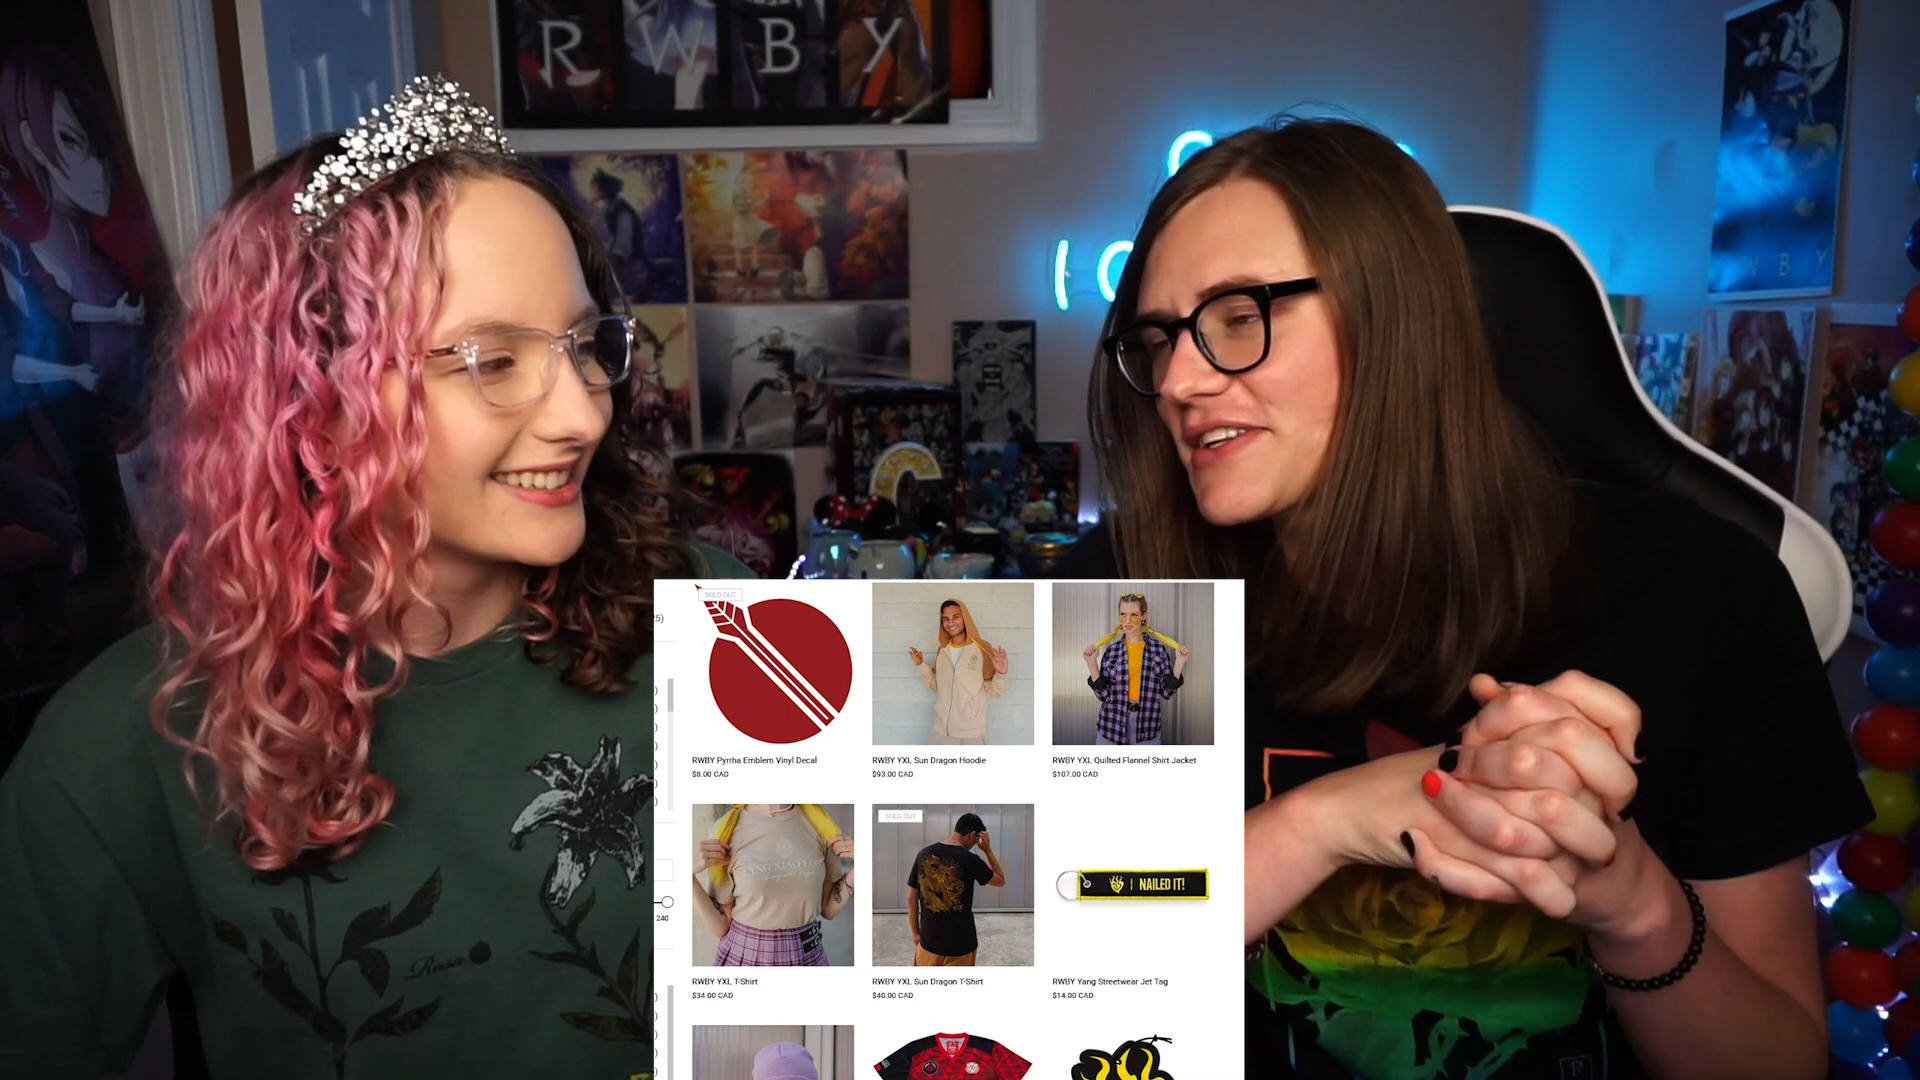 R W B Y
W B Y
C
SOLD OUT
RWBY Pyrrha Emblem Vinyl Decal
$8.00 CAD
RWBY YXL Sun Dragon Hoodie
$93.00 CAD
RWBY YXL Quilted Flannel Shirt Jacket
$107.00 CAD
SOLD OUT
NAILED IT!
240
Rosa
RWBY YXL T-Shirt
$34.00 CAD
RWBY YXL Sun Dragon T-Shirt
$40.00 CAD
RWBY Yang Streetwear Jet Tag
$14.00 CAD
R